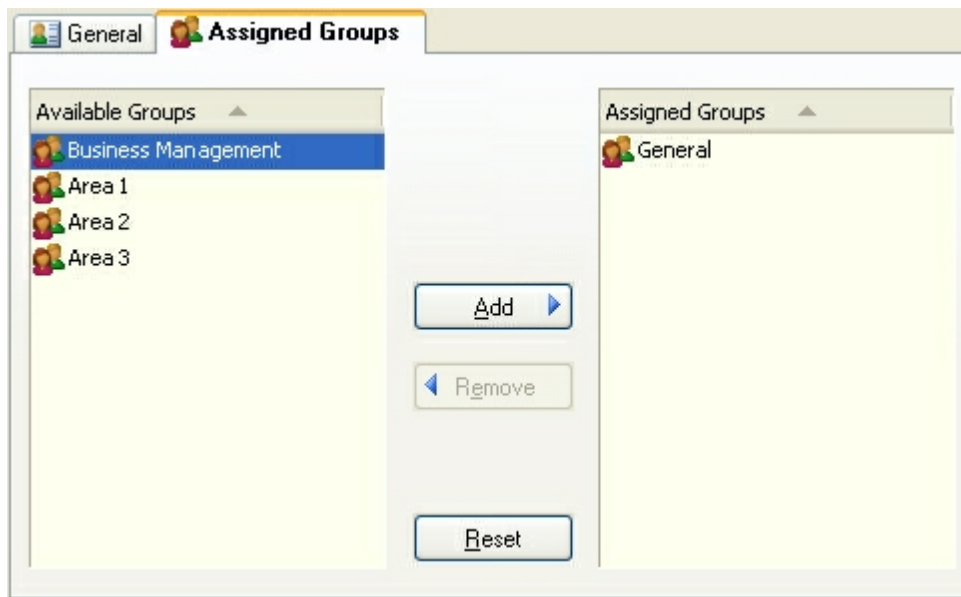 General
Assigned Groups
Available Groups
Business Management
Area 1
Area 2
Area 3
Add
Remove
Reset
Assigned Groups
General